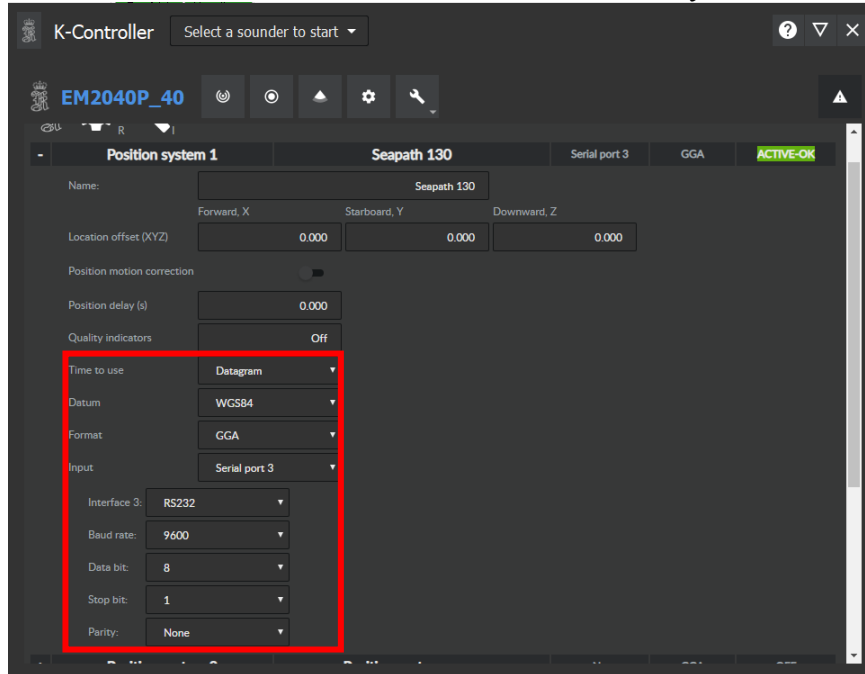 K-Controller Select a sounder to start
EM2040P_40
R I
- Position system 1 Seapath 130 Serial port 3 GGA ACTIVE-OK
Name: Seapath 130
Forward, X Starboard, Y Downward, Z
Location offset (XYZ) 0.000 0.000 0.000
Position motion correction
Position delay (s) 0.000
Quality indicators Off
Time to use Datagram
Datum WGS84
Format GGA
Input Serial port 3
Interface 3: RS232
Baud rate: 9600
Data bit: 8
Stop bit: 1
Parity: None